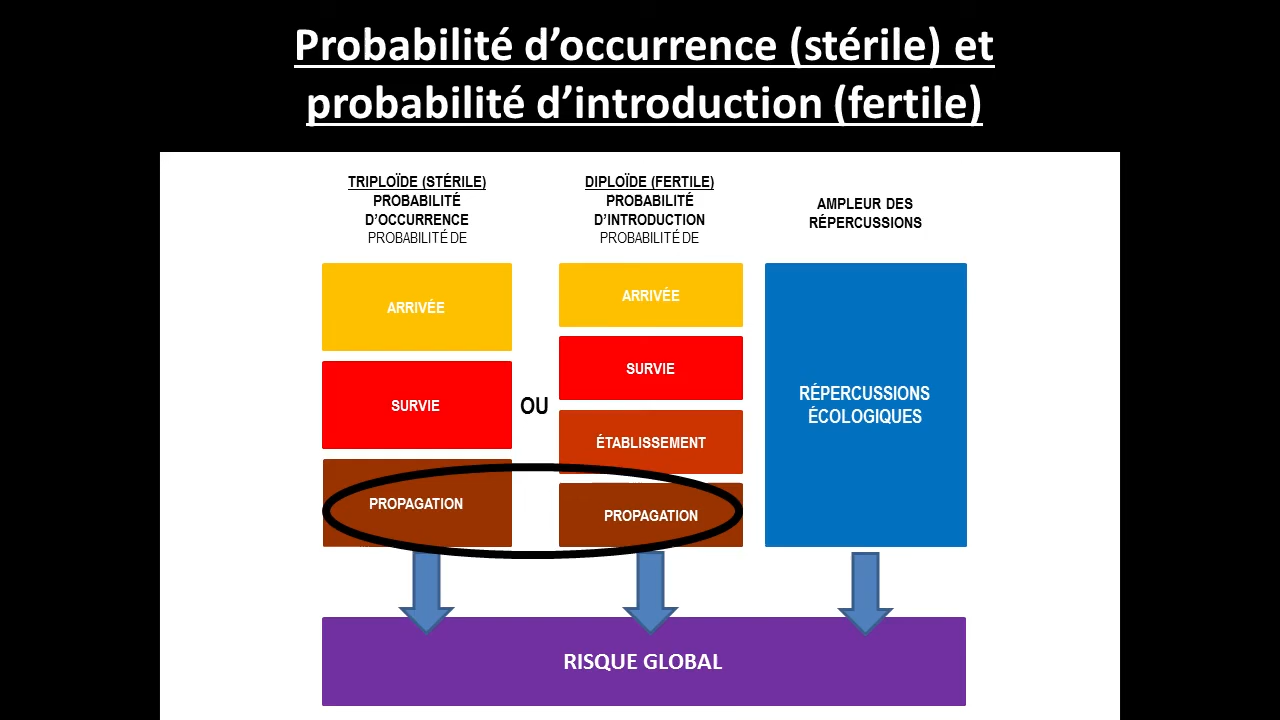 Probabilité d’occurrence (stérile) et
probabilité d’introduction (fertile)
TRIPLOÏDE (STÉRILE)
PROBABILITÉ
D’OCCURRENCE
PROBABILITÉ DE
ARRIVÉE
SURVIE
PROPAGATION
OU
DIPLOÏDE (FERTILE)
PROBABILITÉ
D’INTRODUCTION
PROBABILITÉ DE
ARRIVÉE
SURVIE
ÉTABLISSEMENT
PROPAGATION
AMPLEUR DES
RÉPERCUSSIONS
RÉPERCUSSIONS
ÉCOLOGIQUES
RISQUE GLOBAL